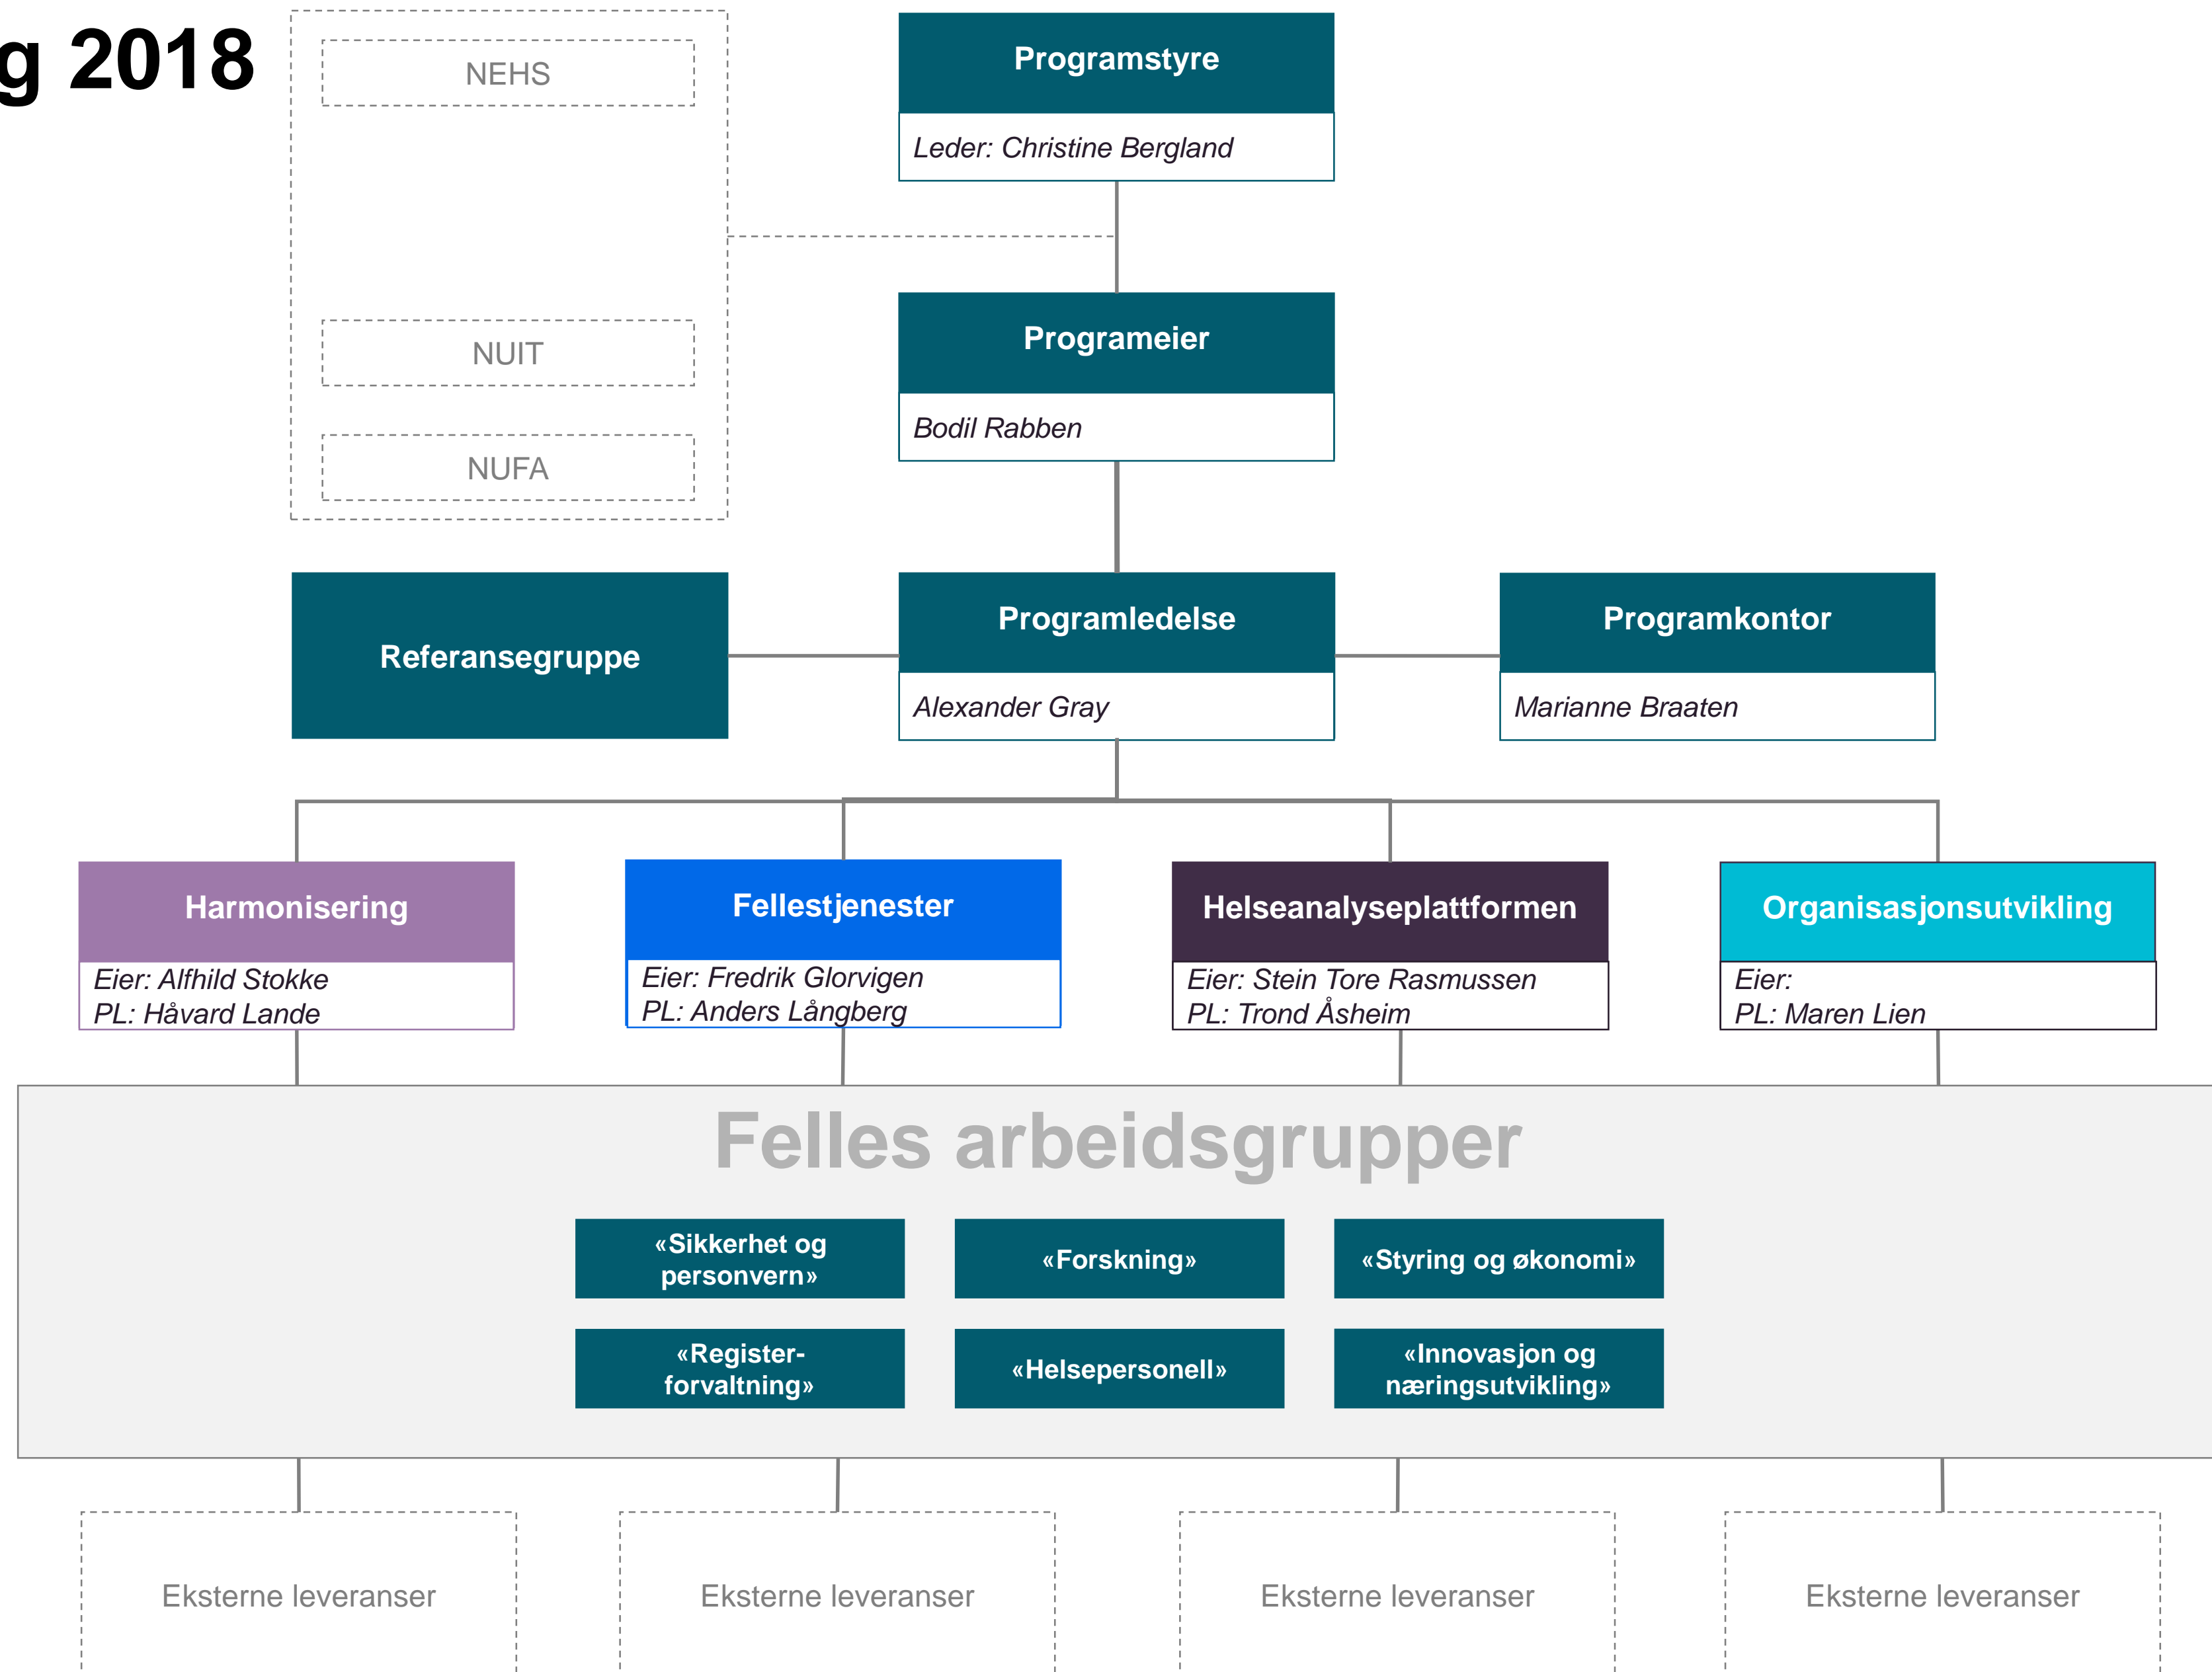 g 2018
NEHS
NUIT
NUFA
Programstyre
Leder: Christine Bergland
Programeier
Bodil Rabben
Referansegruppe
Programledelse
Alexander Gray
Programkontor
Marianne Braaten
Harmonisering
Eier: Alfhild Stokke
PL: Håvard Lande
Fellestjenester
Eier: Fredrik Glorvigen
PL: Anders Långberg
Helseanalyseplattformen
Eier: Stein Tore Rasmussen
PL: Trond Åsheim
Organisasjonsutvikling
Eier:
PL: Maren Lien
Felles arbeidsgrupper
«Sikkerhet og
personvern»
«Forskning»
«Styring og økonomi»
«Register-
forvaltning»
«Helsepersonell»
«Innovasjon og
næringsutvikling»
Eksterne leveranser
Eksterne leveranser
Eksterne leveranser
Eksterne leveranser